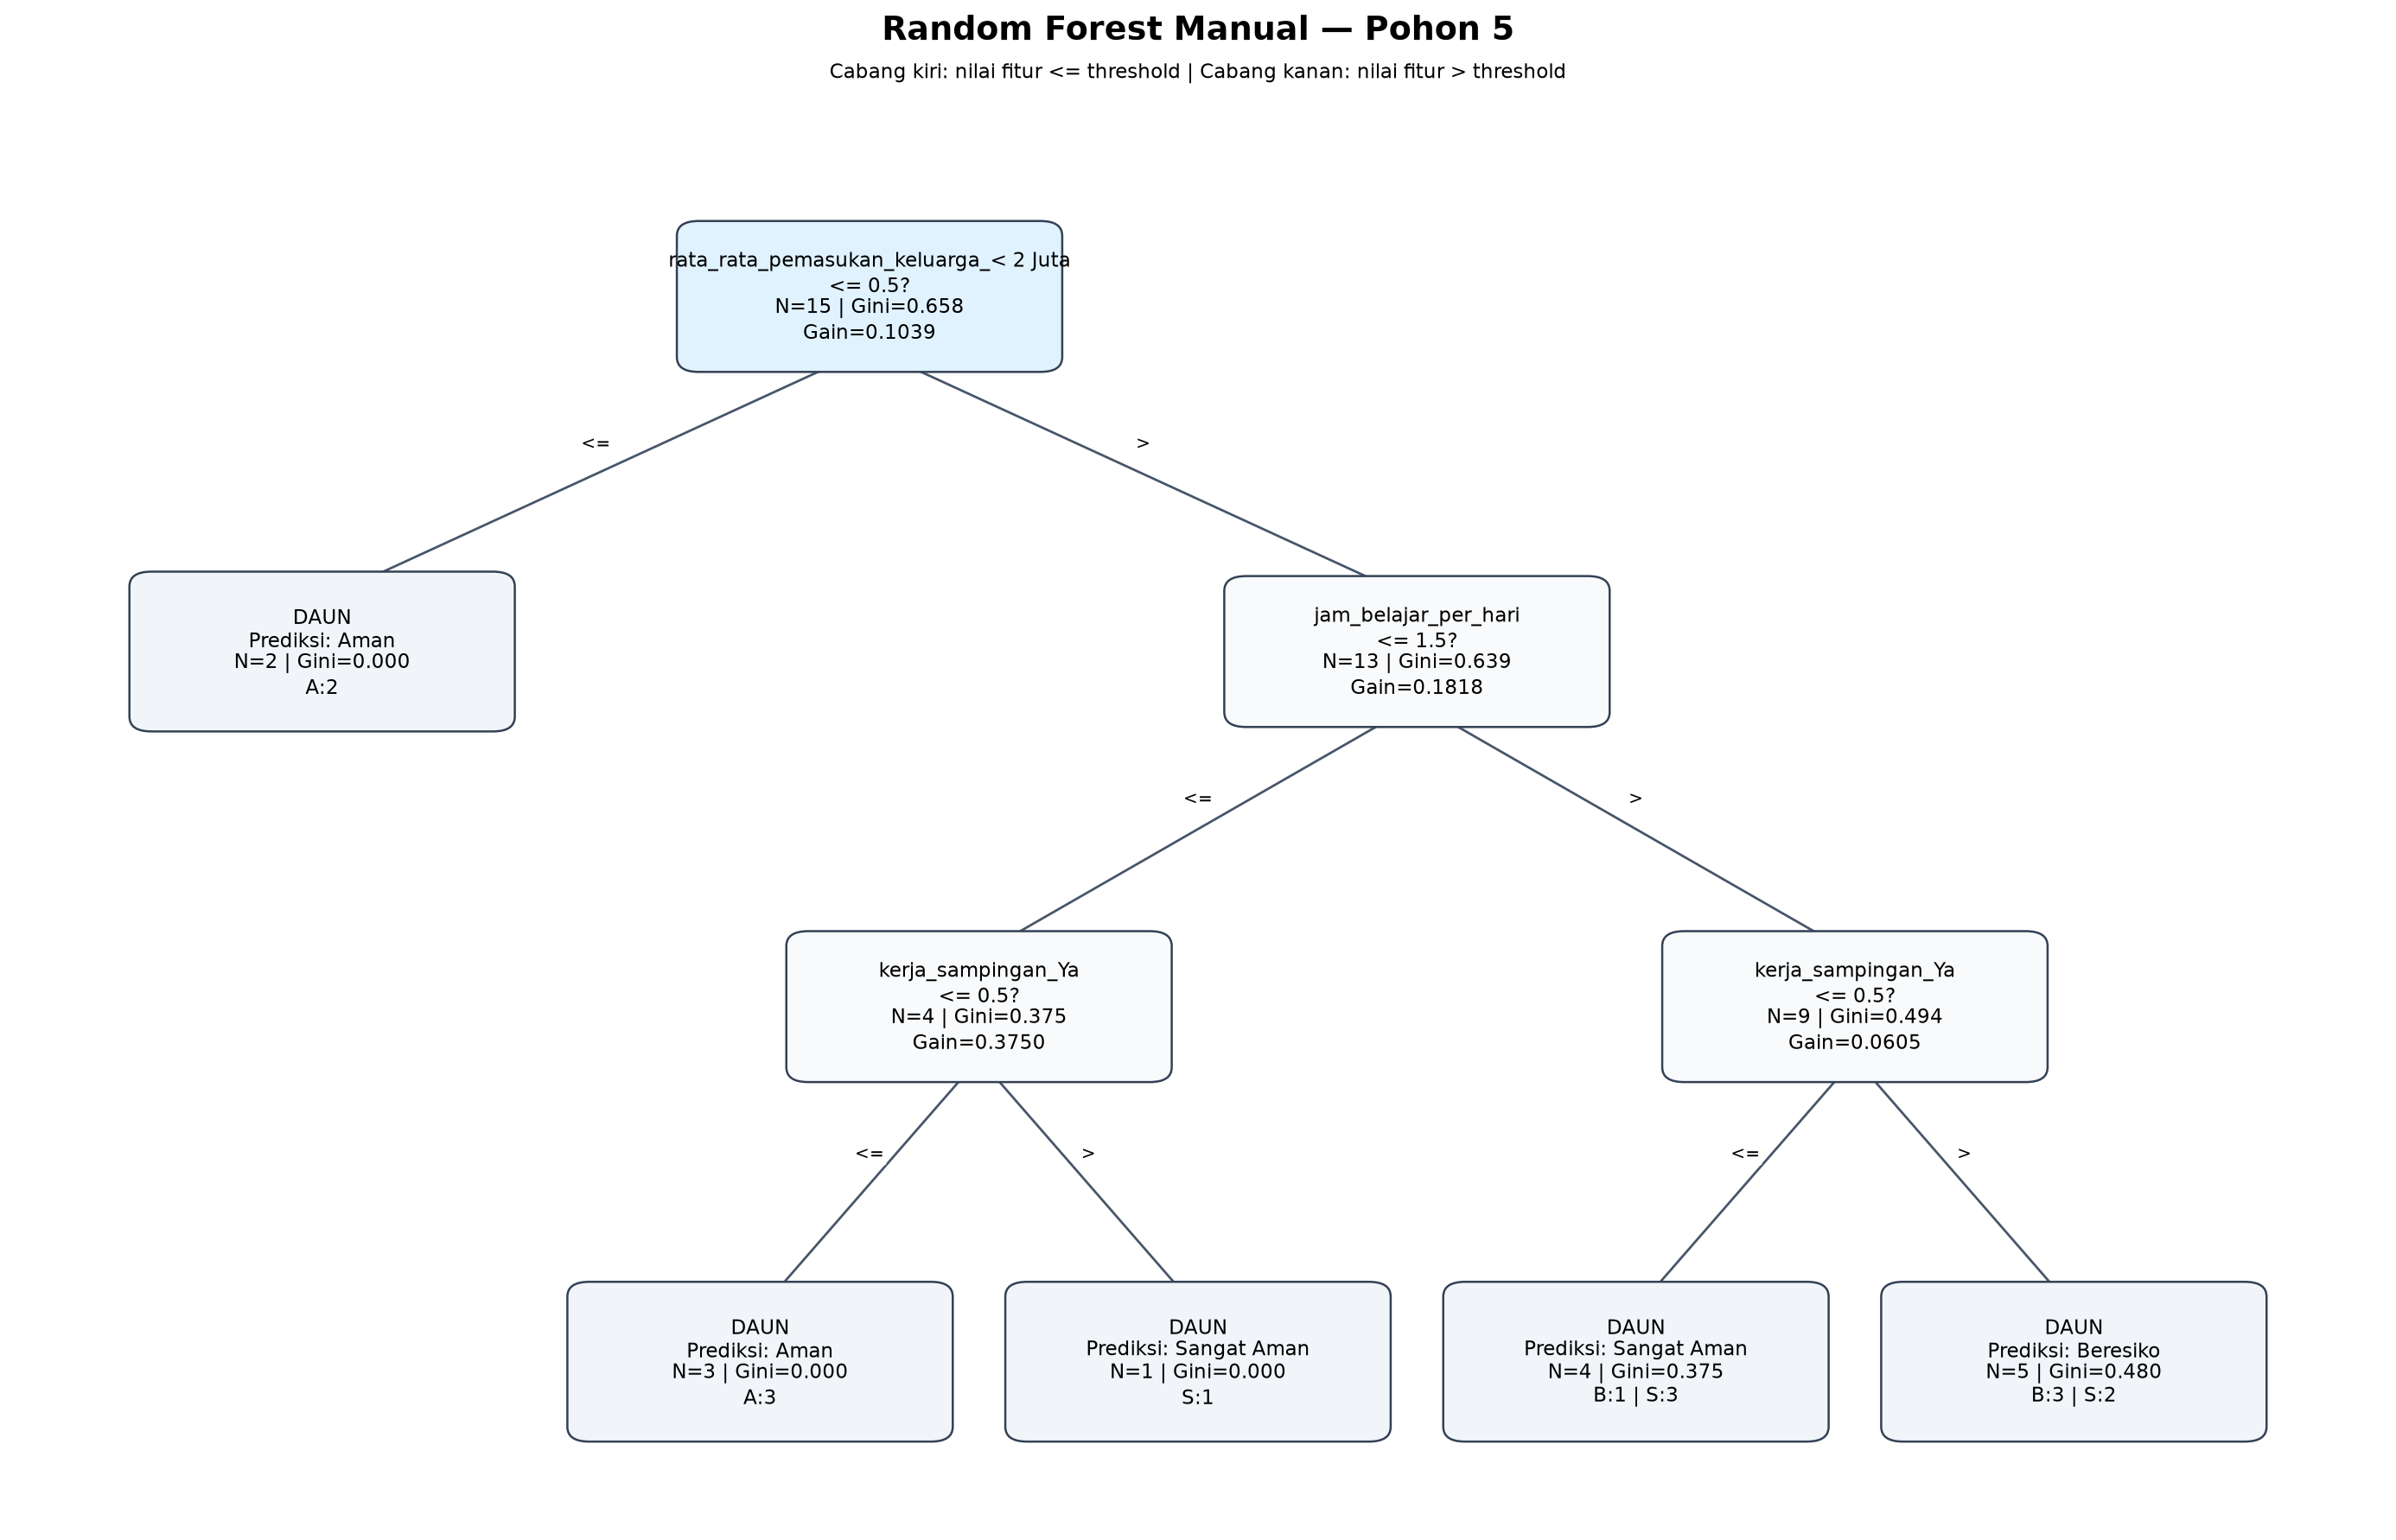 Random Forest Manual — Pohon 5
Cabang kiri: nilai fitur <= threshold | Cabang kanan: nilai fitur > threshold
rata_rata_pemasukan_keluarga_< 2 Juta
<= 0.5?
N=15 | Gini=0.658
Gain=0.1039
<=
>
DAUN
Prediksi: Aman
N=2 | Gini=0.000
A:2
jam_belajar_per_hari
<= 1.5?
N=13 | Gini=0.639
Gain=0.1818
<=
>
kerja_sampingan_Ya
<= 0.5?
N=4 | Gini=0.375
Gain=0.3750
kerja_sampingan_Ya
<= 0.5?
N=9 | Gini=0.494
Gain=0.0605
<=
>
<=
>
DAUN
Prediksi: Aman
N=3 | Gini=0.000
A:3
DAUN
Prediksi: Sangat Aman
N=1 | Gini=0.000
S:1
DAUN
Prediksi: Sangat Aman
N=4 | Gini=0.375
B:1 | S:3
DAUN
Prediksi: Beresiko
N=5 | Gini=0.480
B:3 | S:2